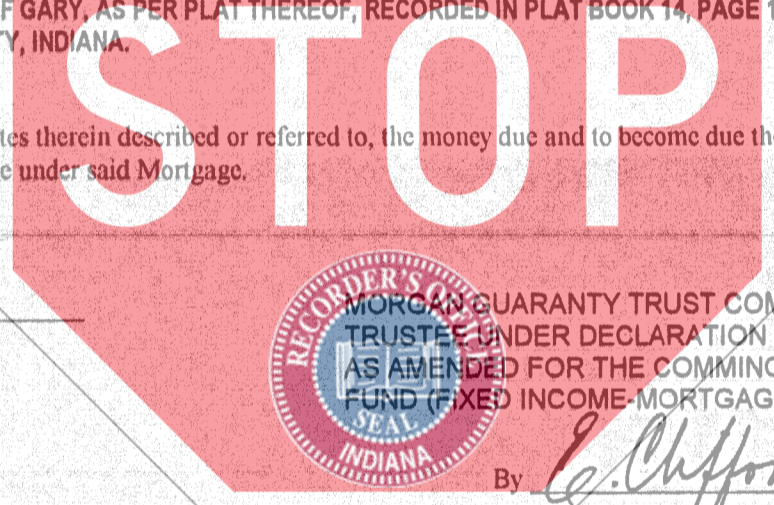 F GARY, AS PER PLAT THEREOF, RECORDED IN PLAT BOOK 14, PAGE 1
TY, INDIANA.
STOP
tes therein described or referred to, the money due and to become due th
e under said Mortgage.
RECORDER'S OFFICE
SEAL
INDIANA
MORGAN GUARANTY TRUST COM
TRUSTEE UNDER DECLARATION
AS AMENDED FOR THE COMMING
FUND (FIXED INCOME-MORTGAG
By E. Cliffo